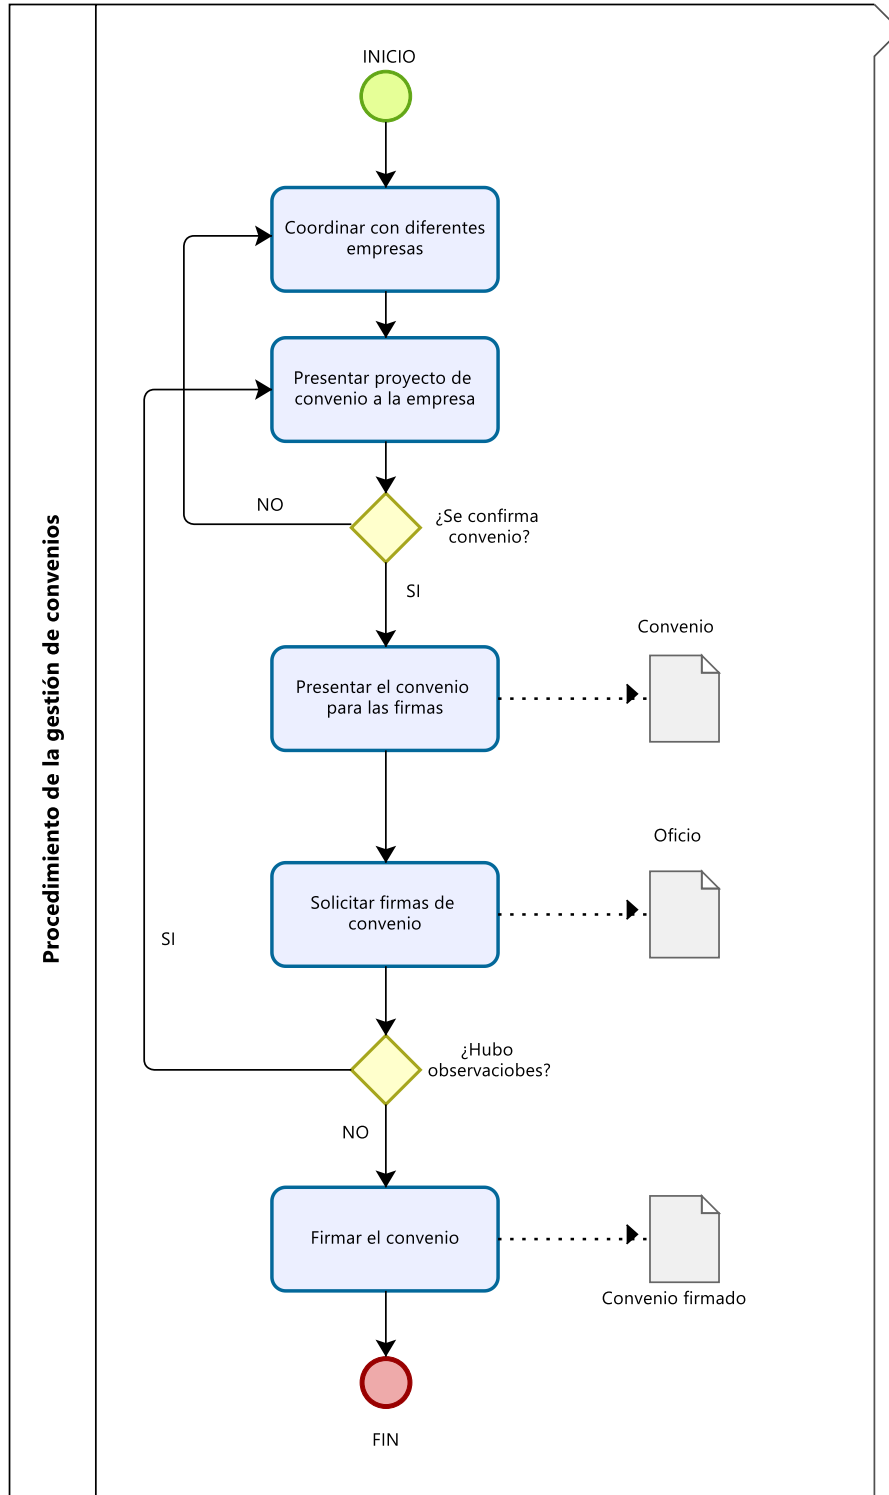 Procedimiento de la gestión de convenios
INICIO
Coordinar con diferentes
empresas
Presentar proyecto de
convenio a la empresa
NO
¿Se confirma
convenio?
SI
Convenio
Presentar el convenio
para las firmas
Oficio
Solicitar firmas de
convenio
SI
¿Hubo
observaciobes?
NO
Firmar el convenio
Convenio firmado
FIN